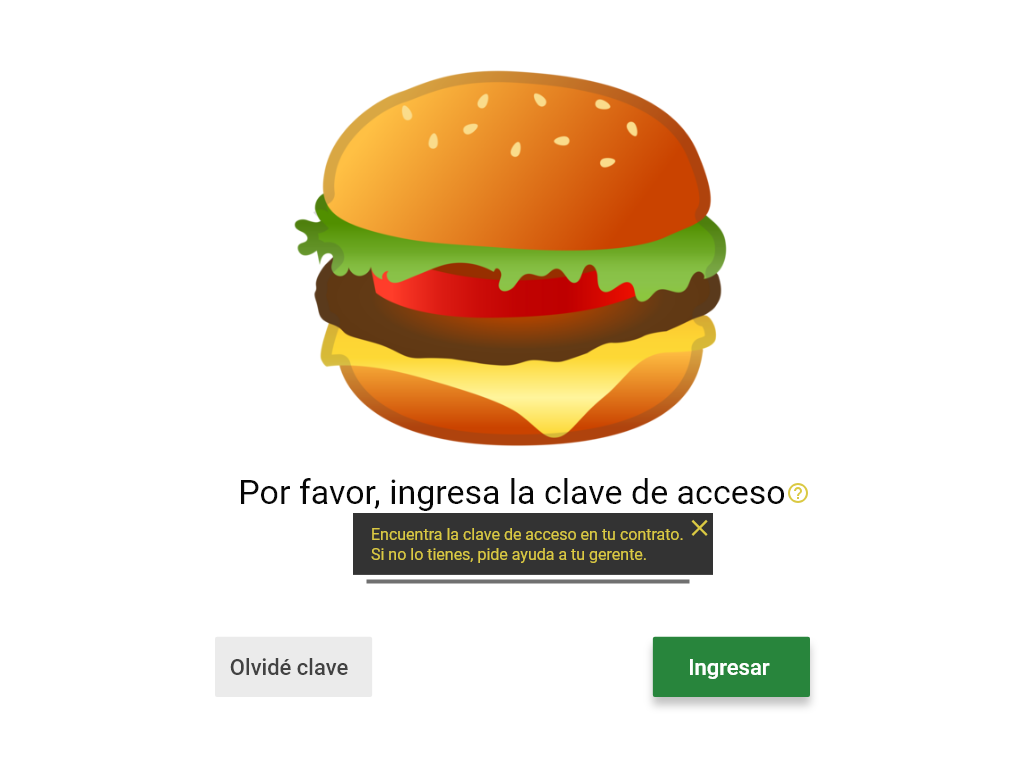 Por favor, ingresa la clave de acceso
Encuentra la clave de acceso en tu contrato.
Si no lo tienes, pide ayuda a tu gerente.
Olvidé clave
Ingresar